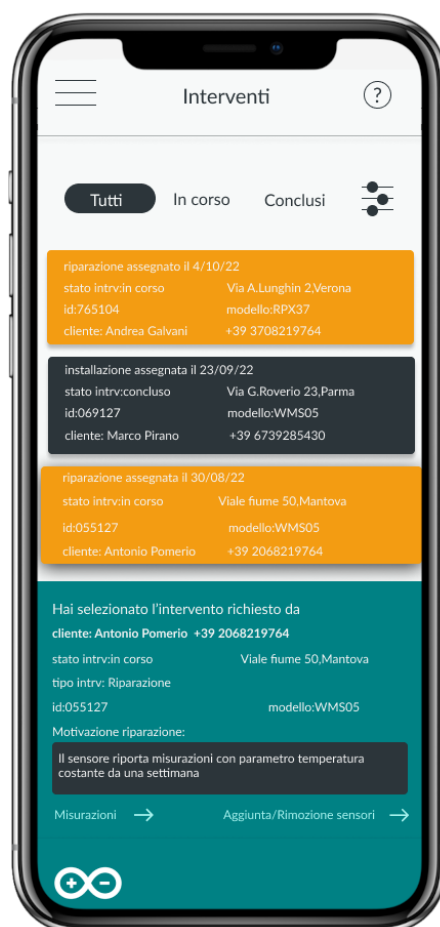 Interventi
?
Tutti In corso Conclusi
riparazione assegnato il 4/10/22
stato intrv:in corso Via A.Lunghin 2,Verona
id:765104 modello:RPX37
cliente: Andrea Galvani +39 3708219764
installazione assegnata il 23/09/22
stato intrv:concluso Via G.Roverio 23,Parma
id:069127 modello:WMS05
cliente: Marco Pirano +39 6739285430
riparazione assegnata il 30/08/22
stato intrv:in corso Viale fiume 50,Mantova
id:055127 modello:WMS05
cliente: Antonio Pomerio +39 2068219764
Hai selezionato l'intervento richiesto da
cliente: Antonio Pomerio +39 2068219764
stato intrv:in corso Viale fiume 50,Mantova
tipo intrv: Riparazione
id:055127 modello:WMS05
Motivazione riparazione:
Il sensore riporta misurazioni con parametro temperatura
costante da una settimana
Misurazioni → Aggiunta/Rimozione sensori →